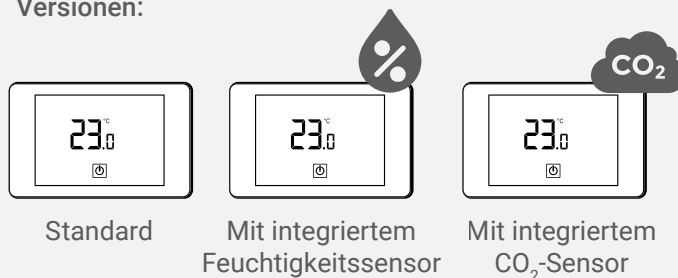 Versionen:
%
CO₂
23.0 °C
23.0 °C
23.0 °C
Standard
Mit integriertem
Feuchtigkeitssensor
Mit integriertem
CO₂-Sensor